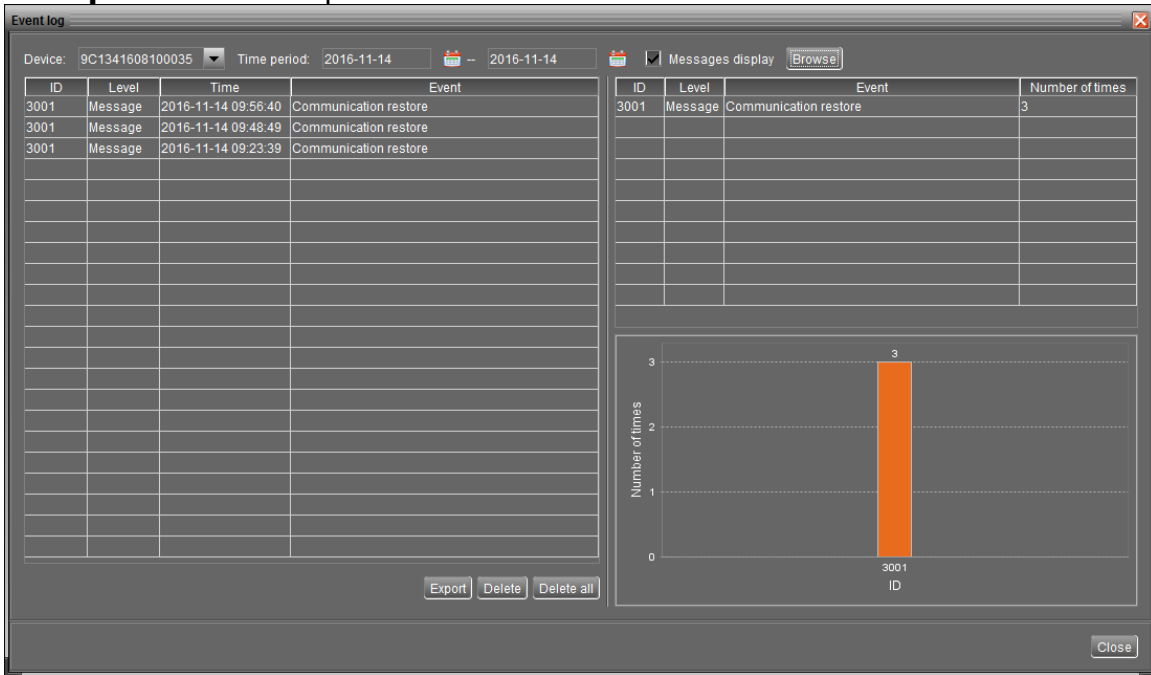 Event log
Device: 9C1341608100035 Time period: 2016-11-14 -- 2016-11-14 Messages display Browse
ID Level Time Event
3001 Message 2016-11-14 09:56:40 Communication restore
3001 Message 2016-11-14 09:48:49 Communication restore
3001 Message 2016-11-14 09:23:39 Communication restore
Export Delete Delete all
ID Level Event Number of times
3001 Message Communication restore 3
3
3
Number of times
2
1
0
3001
ID
Close